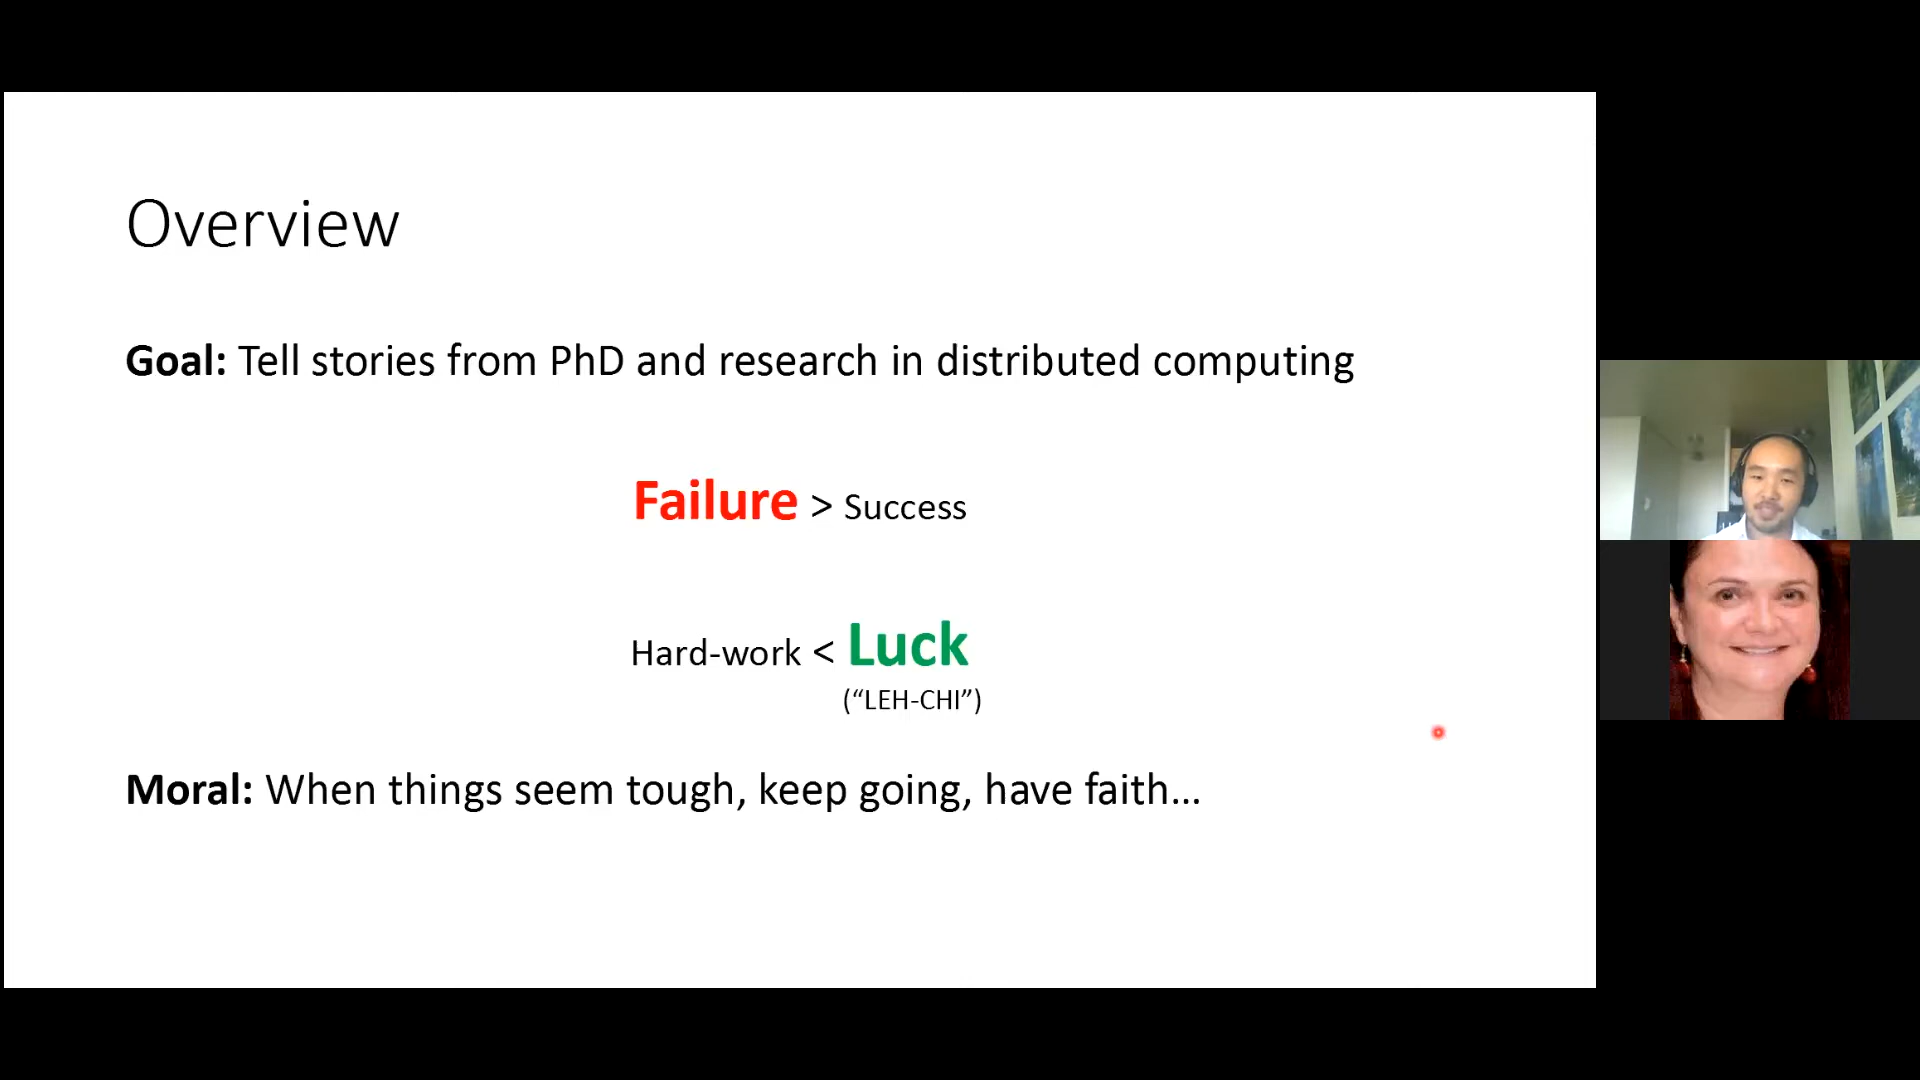 Overview
Goal: Tell stories from PhD and research in distributed computing
Failure > Success
Hard-work < Luck
(“LEH-CHI”)
Moral: When things seem tough, keep going, have faith...